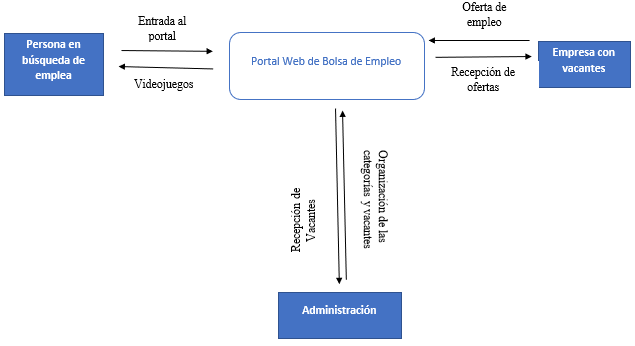 Persona en
búsqueda de
emplea
Entrada al
portal
Videojuegos
Portal Web de Bolsa de Empleo
Oferta de
empleo
Recepción de
ofertas
Empresa con
vacantes
Recepción de
Vacantes
Organización de las
categorías y vacantes
Administración